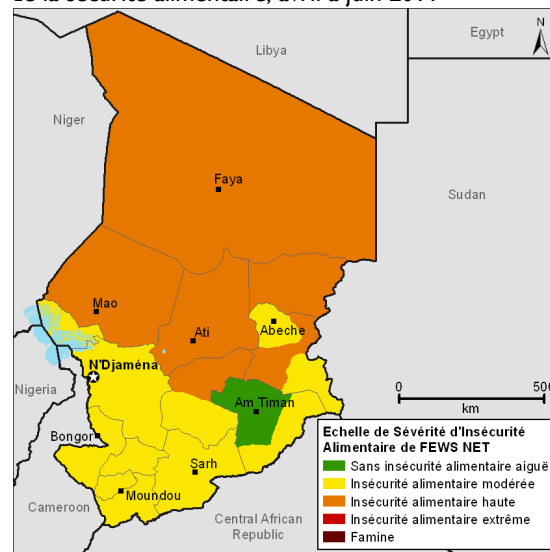 Egypt
N
Libya
Niger
Faya
Sudan
Mao
Ati
Abeche
N'Djaména
Nigeria
Am Timan
0
500
km
Bongor
Sarh
Moundou
Cameroon
Central African
Republic
Echelle de Sévérité d'Insécurité
Alimentaire de FEWS NET
Sans insécurité alimentaire aiguë
Insécurité alimentaire modérée
Insécurité alimentaire haute
Insécurité alimentaire extrême
Famine